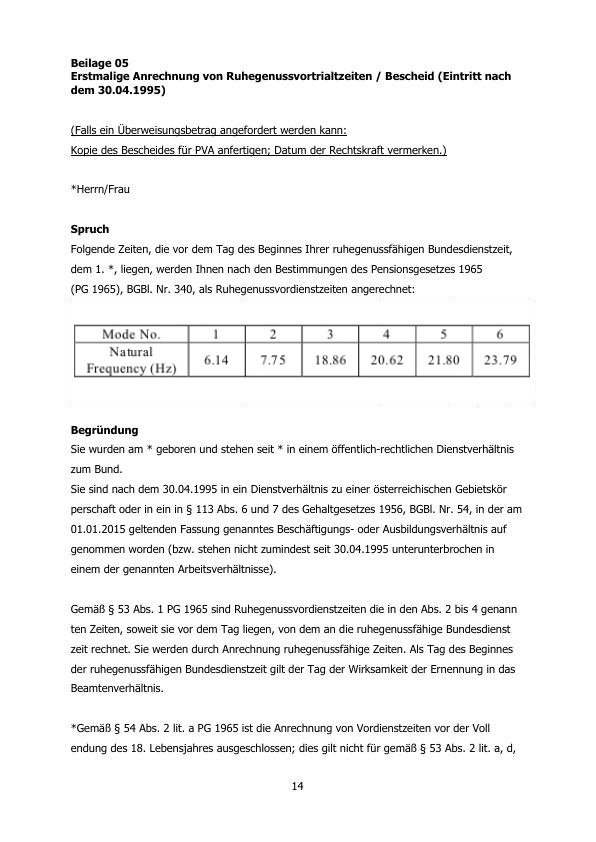 Beilage 05
Erstmalige Anrechnung von Ruhegenussvortrialtzeiten / Bescheid (Eintritt nach
dem 30.04.1995)
(Falls ein Überweisungsbetrag angefordert werden kann:
Kopie des Bescheides für PVA anfertigen; Datum der Rechtskraft vermerken.)
*Herrn/Frau
Spruch
Folgende Zeiten, die vor dem Tag des Beginnes Ihrer ruhegenussfähigen Bundesdienstzeit,
dem 1. *, liegen, werden Ihnen nach den Bestimmungen des Pensionsgesetzes 1965
(PG 1965), BGBl. Nr. 340, als Ruhegenussvordienstzeiten angerechnet:
Mode No. 1 2 3 4 5 6
Natural
Frequency (Hz) 6.14 7.75 18.86 20.62 21.80 23.79
Begründung
Sie wurden am * geboren und stehen seit * in einem öffentlich-rechtlichen Dienstverhältnis
zum Bund.
Sie sind nach dem 30.04.1995 in ein Dienstverhältnis zu einer österreichischen Gebietskör
perschaft oder in ein in § 113 Abs. 6 und 7 des Gehaltgesetzes 1956, BGBl. Nr. 54, in der am
01.01.2015 geltenden Fassung genanntes Beschäftigungs- oder Ausbildungsverhältnis auf
genommen worden (bzw. stehen nicht zumindest seit 30.04.1995 unterunterbrochen in
einem der genannten Arbeitsverhältnisse).
Gemäß § 53 Abs. 1 PG 1965 sind Ruhegenussvordienstzeiten die in den Abs. 2 bis 4 genann
ten Zeiten, soweit sie vor dem Tag liegen, von dem an die ruhegenussfähige Bundesdienst
zeit rechnet. Sie werden durch Anrechnung ruhegenussfähige Zeiten. Als Tag des Beginnes
der ruhegenussfähigen Bundesdienstzeit gilt der Tag der Wirksamkeit der Ernennung in das
Beamtenverhältnis.
*Gemäß § 54 Abs. 2 lit. a PG 1965 ist die Anrechnung von Vordienstzeiten vor der Voll
endung des 18. Lebensjahres ausgeschlossen; dies gilt nicht für gemäß § 53 Abs. 2 lit. a, d,
14